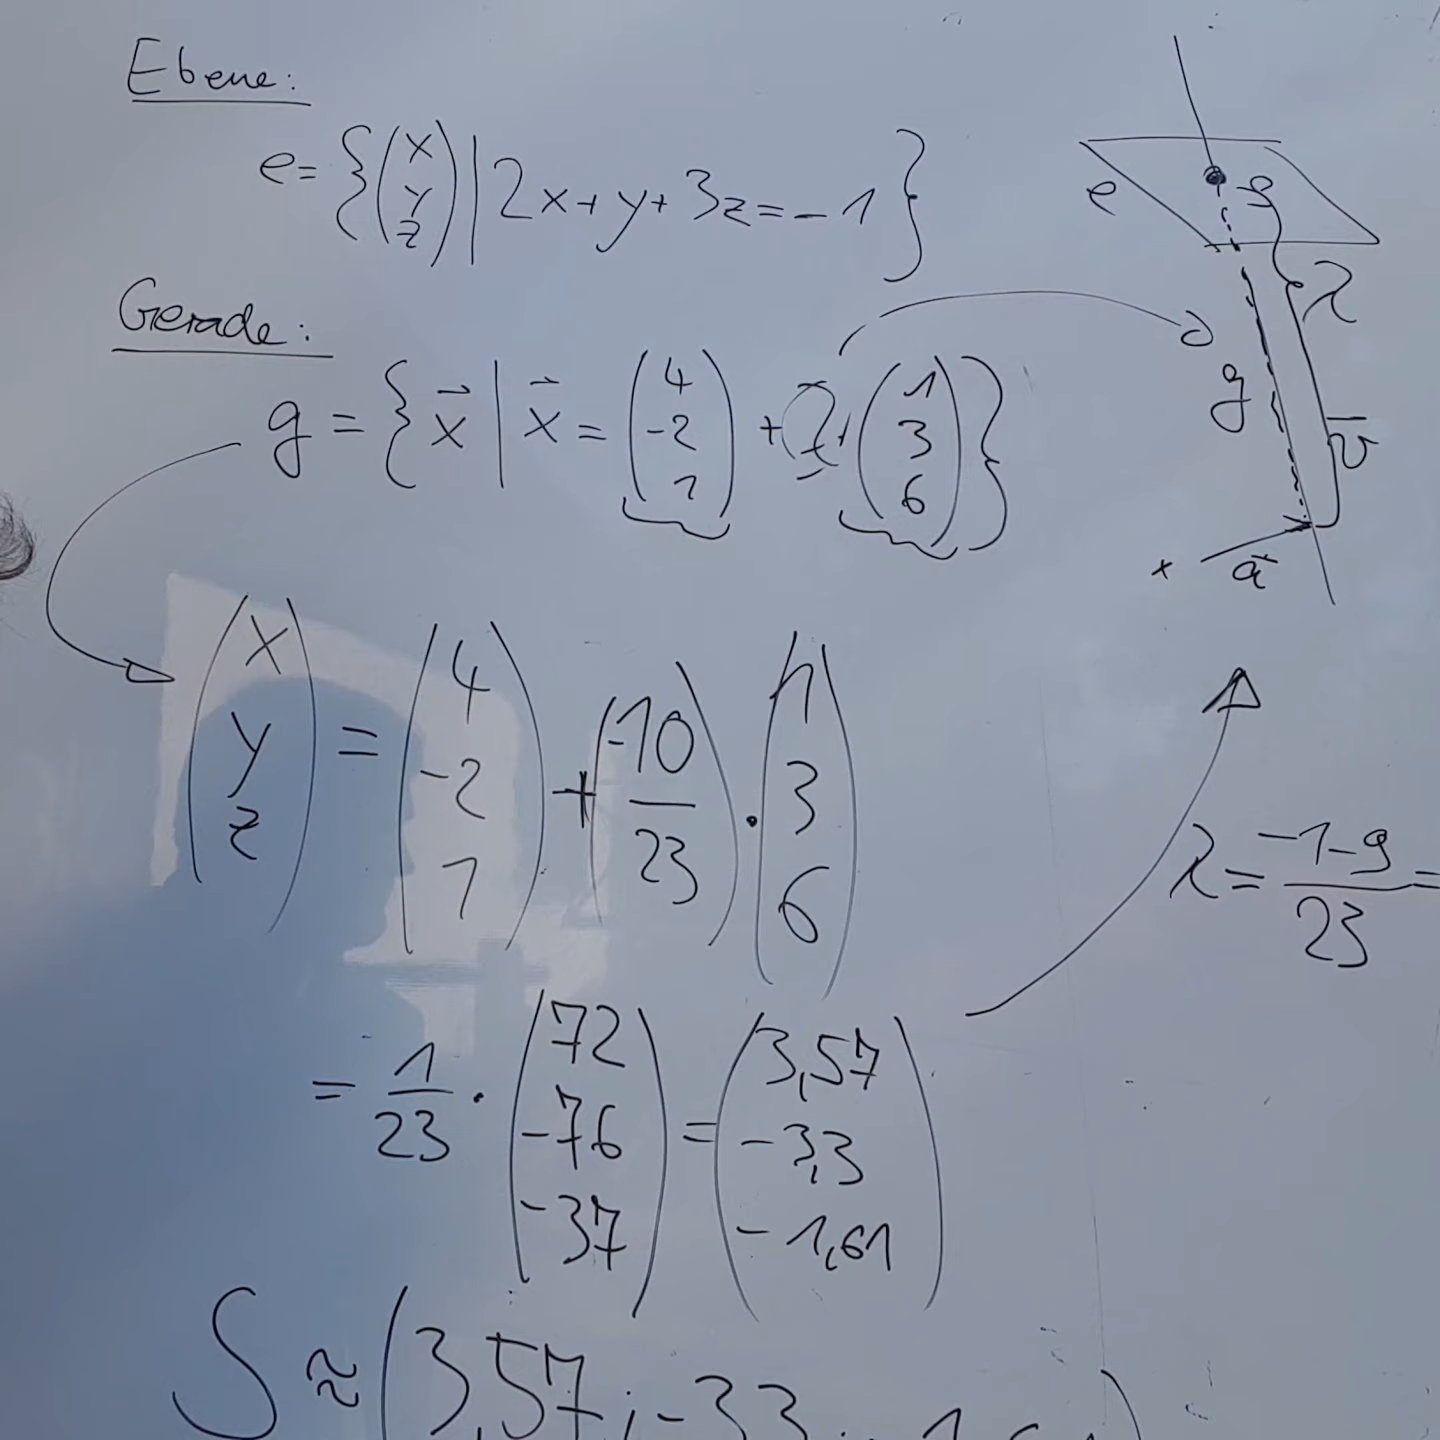 Ebene:
e = { (x y z) | 2x + y + 3z = -1 }
Gerade:
g = { x⃗ | x⃗ = (4 -2 1) + λ · (1 3 6) }
(x y z) = (4 -2 1) + (-10/23) · (1 3 6)
= 1/23 · (72 -76 -37) = (3,57 -3,3 -1,61)
S ≈ (3,57; -3,3
e
S
λ
g
v⃗
x
a⃗
λ = (-1-9)/23 =